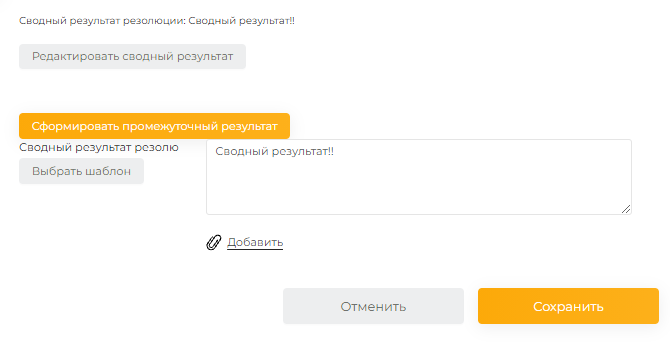 Сводный результат резолюции: Сводный результат!!
Редактировать сводный результат
Сформировать промежуточный результат
Сводный результат резолю
Сводный результат!!
Выбрать шаблон
Добавить
Отменить
Сохранить